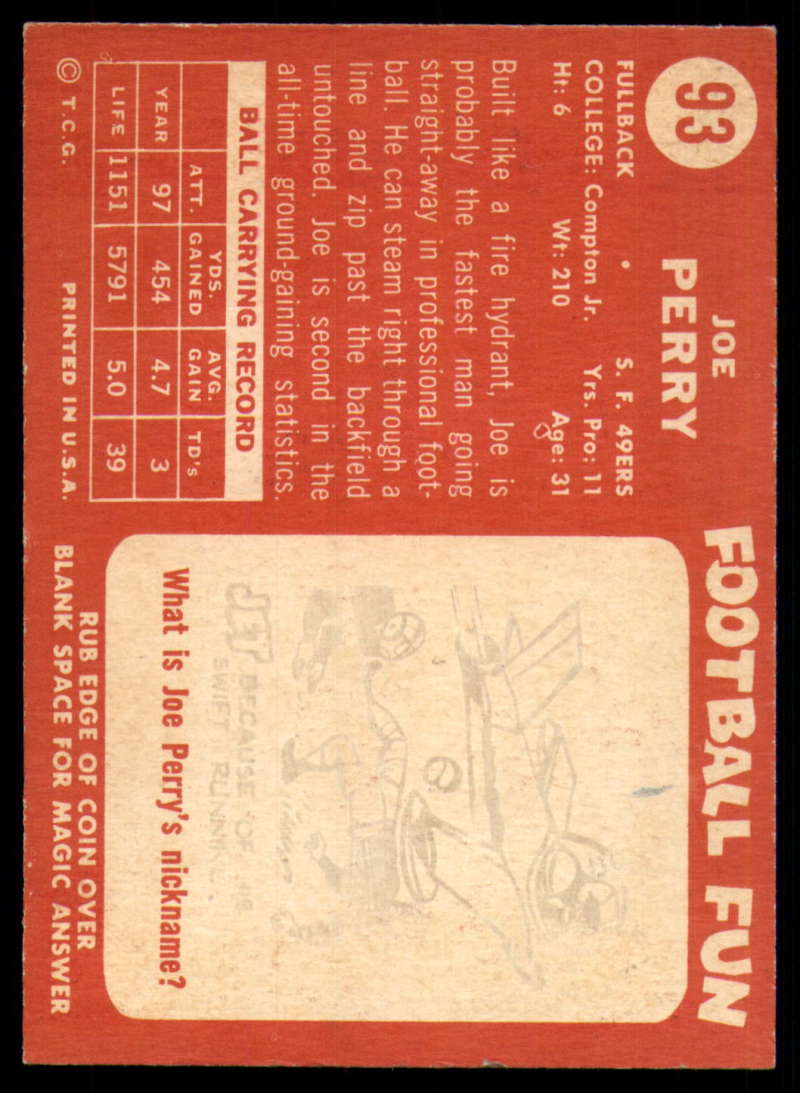 93
JOE
PERRY
FULLBACK S. F. 49ERS
COLLEGE: Compton Jr. Yrs. Pro: 11
Ht: 6 Wt: 210 Age: 31
Built like a fire hydrant, Joe is
probably the fastest man going
straight-away in professional foot-
ball. He can steam right through a
line and zip past the backfield
untouched. Joe is second in the
all-time ground-gaining statistics.
BALL CARRYING RECORD
ATT. YDS. GAINED AVG. GAIN TD's
YEAR 97 454 4.7 3
LIFE 1151 5791 5.0 39
© T.C.G. PRINTED IN U.S.A.
FOOTBALL FUN
JET BECAUSE OF HIS
SWIFT
What is Joe Perry's nickname?
RUB EDGE OF COIN OVER
BLANK SPACE FOR MAGIC ANSWER